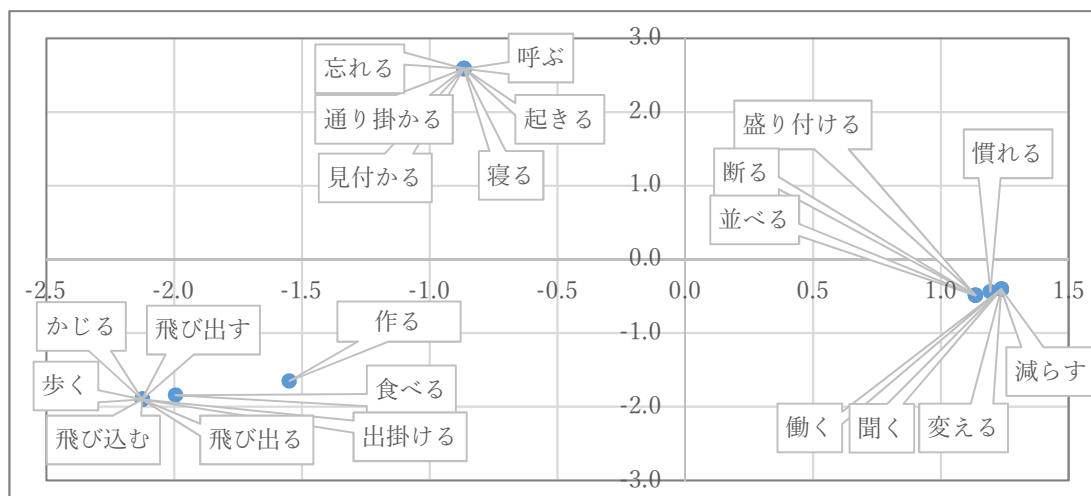 3.0
忘れる
呼ぶ
2.0
通り掛かる
起きる
盛り付ける
慣れる
見付かる
寝る
断る
1.0
並べる
0.0
-2.5
-2.0
-1.5
-1.0
-0.5
0.0
0.5
1.0
1.5
かじる
飛び出す
作る
-1.0
歩く
食べる
減らす
飛び込む
飛び出る
出掛ける
-2.0
働く
聞く
変える
-3.0